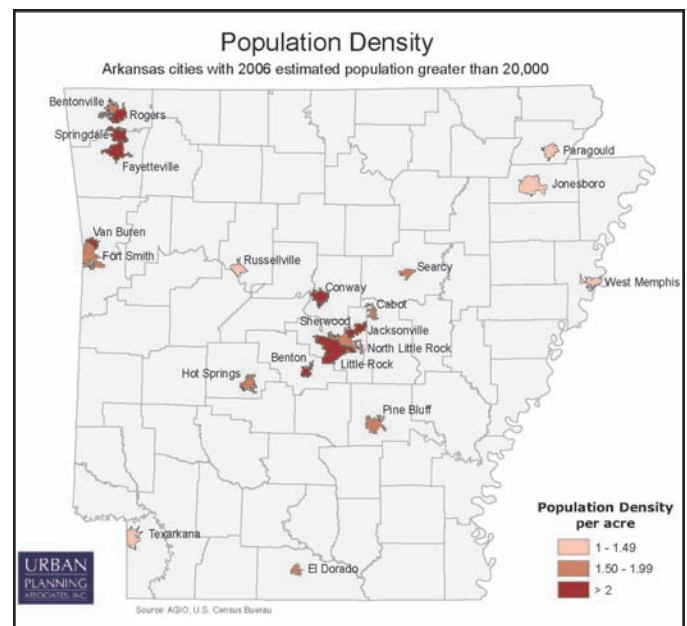 Population Density
Arkansas cities with 2006 estimated population greater than 20,000
Bentonville
Rogers
Springdale
Fayetteville
Paragould
Jonesboro
Van Buren
Fort Smith
Russellville
Searcy
West Memphis
Conway
Cabot
Sherwood
Jacksonville
North Little Rock
Benton
Little Rock
Hot Springs
Pine Bluff
Texarkana
El Dorado
Population Density
per acre
1 - 1.49
1.50 - 1.99
> 2
URBAN
PLANNING
ASSOCIATES, INC.
Source: AGIO, U.S. Census Buerau